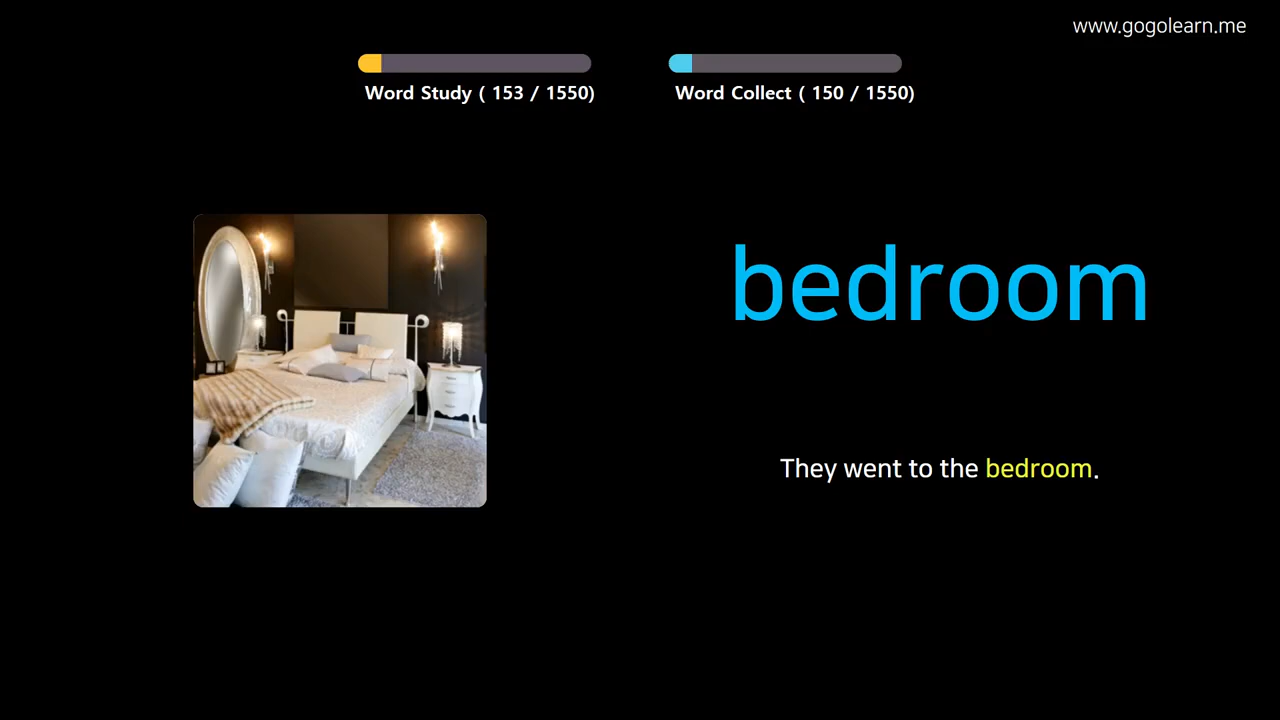 www.gogolearn.me
Word Study ( 153 / 1550)
Word Collect ( 150 / 1550)
bedroom
They went to the bedroom.